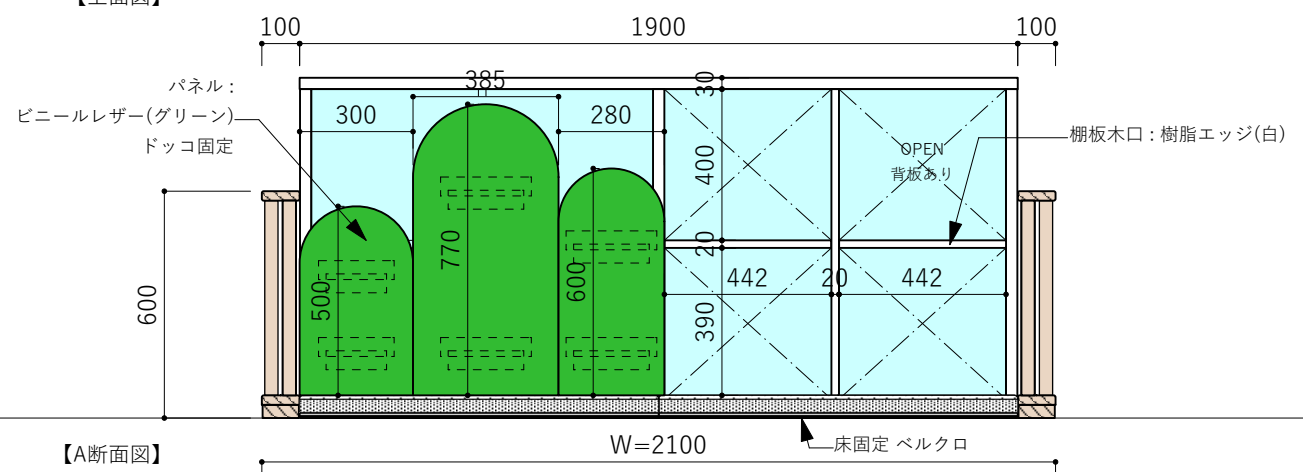 100
1900
100
パネル :
ビニールレザー(グリーン)
ドッコ固定
385
300
280
30
400
OPEN
背板あり
棚板木口 : 樹脂エッジ(白)
20
442
20
442
390
500
770
600
600
W=2100
床固定 ベルクロ
【A断面図】